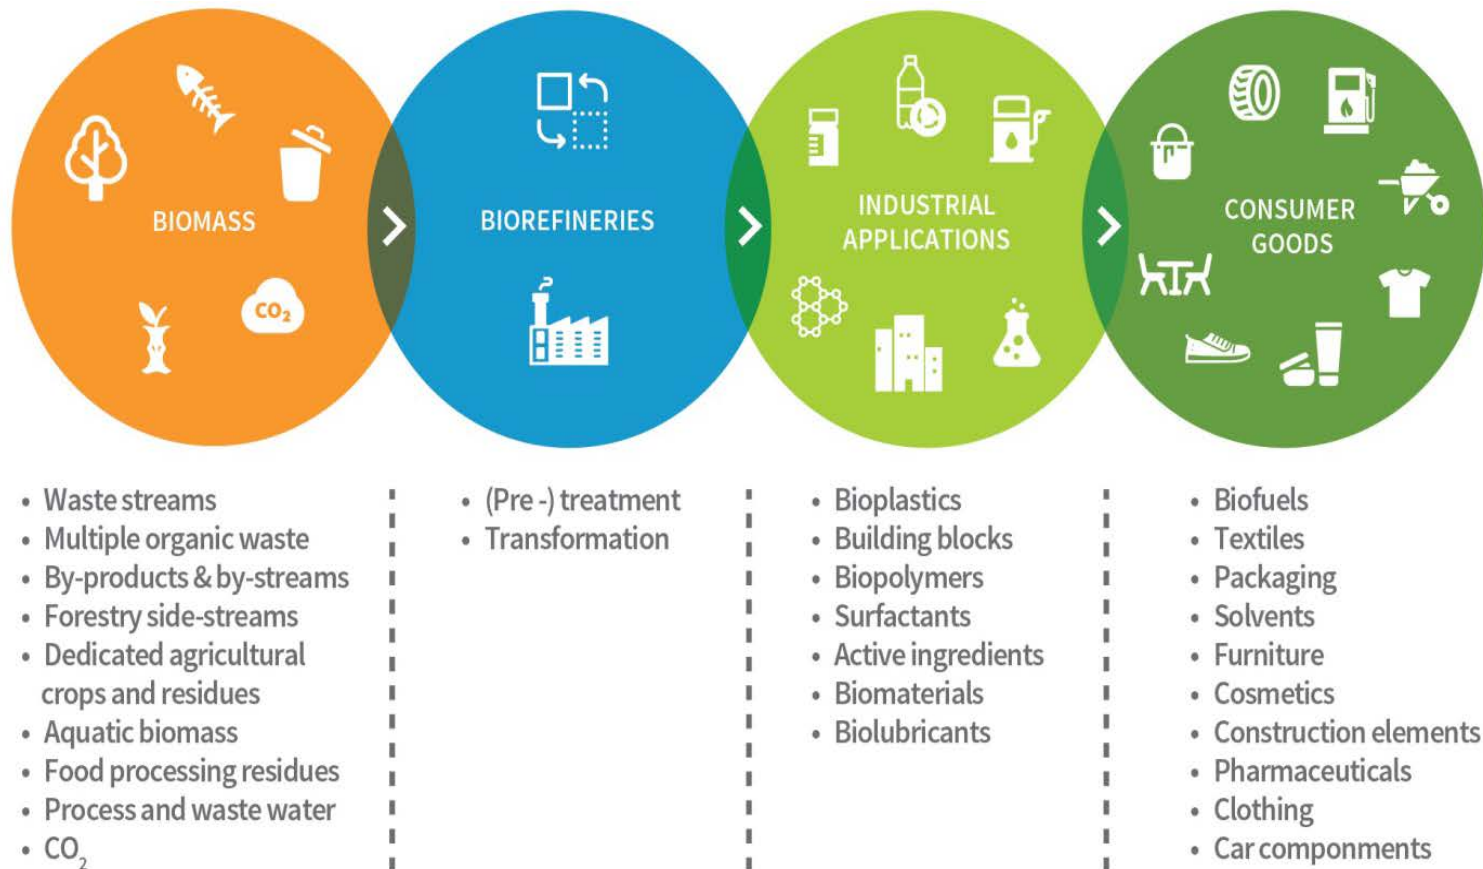 BIOMASS
CO₂
BIOREFINERIES
INDUSTRIAL
APPLICATIONS
CONSUMER
GOODS
• Waste streams
• Multiple organic waste
• By-products & by-streams
• Forestry side-streams
• Dedicated agricultural
crops and residues
• Aquatic biomass
• Food processing residues
• Process and waste water
• CO₂
• (Pre -) treatment
• Transformation
• Bioplastics
• Building blocks
• Biopolymers
• Surfactants
• Active ingredients
• Biomaterials
• Biolubricants
• Biofuels
• Textiles
• Packaging
• Solvents
• Furniture
• Cosmetics
• Construction elements
• Pharmaceuticals
• Clothing
• Car componments